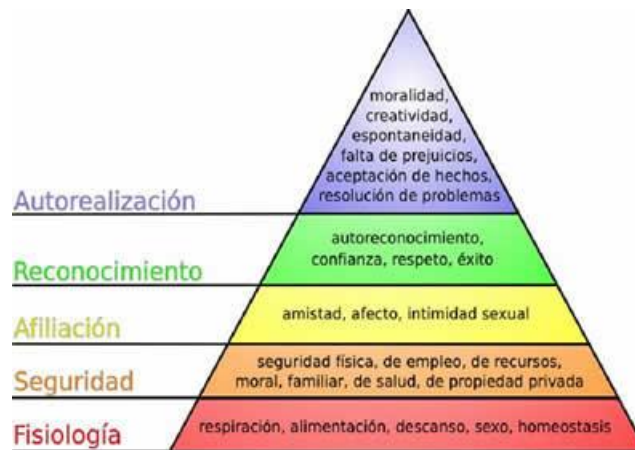 moralidad,
creatividad,
espontaneidad,
falta de prejuicios,
aceptación de hechos,
resolución de problemas
Autorealización
autoreconocimiento,
confianza, respeto, éxito
Reconocimiento
amistad, afecto, intimidad sexual
Afiliación
seguridad física, de empleo, de recursos,
moral, familiar, de salud, de propiedad privada
Seguridad
respiración, alimentación, descanso, sexo, homeostasis
Fisiología